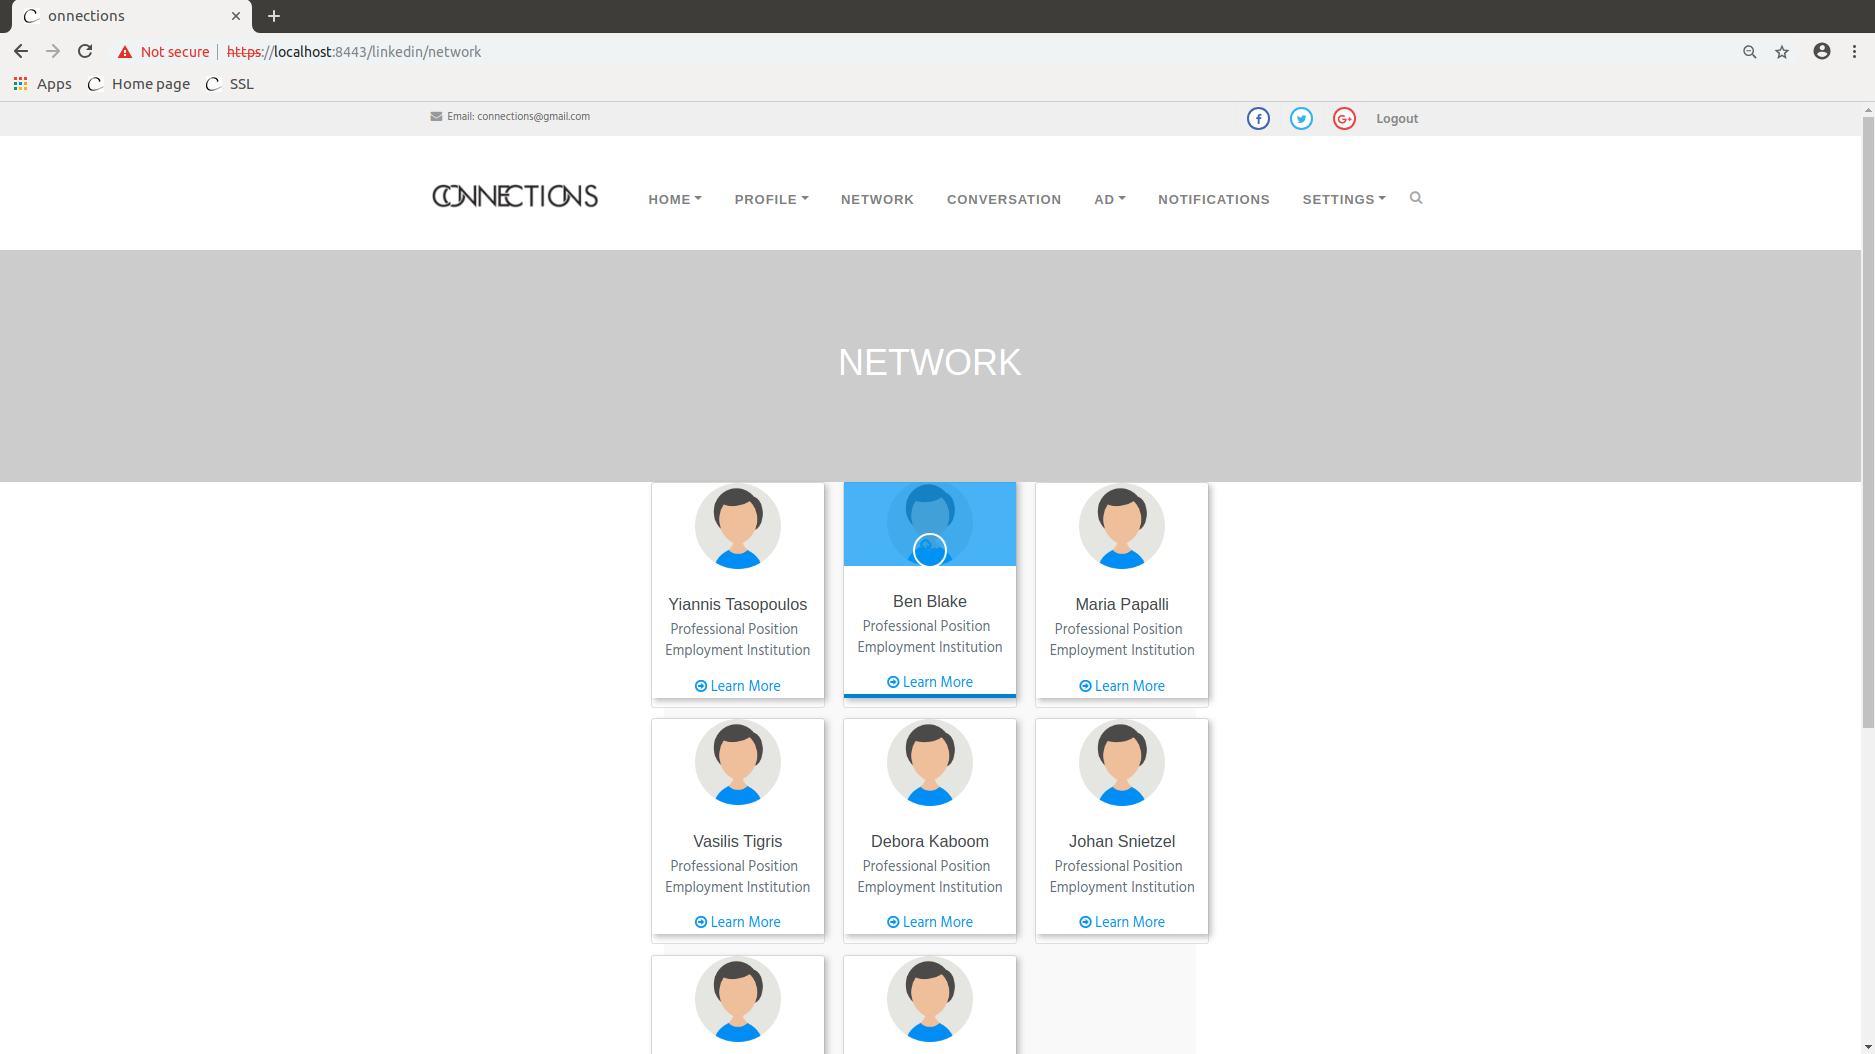 onnections
Not secure https://localhost:8443/linkedin/network
Apps Home page SSL
Email: connections@gmail.com Logout
CONNECTIONS HOME PROFILE NETWORK CONVERSATION AD NOTIFICATIONS SETTINGS
NETWORK
Yiannis Tasopoulos
Professional Position
Employment Institution
Learn More
Ben Blake
Professional Position
Employment Institution
Learn More
Maria Papalli
Professional Position
Employment Institution
Learn More
Vasilis Tigris
Professional Position
Employment Institution
Learn More
Debora Kaboom
Professional Position
Employment Institution
Learn More
Johan Snietzel
Professional Position
Employment Institution
Learn More